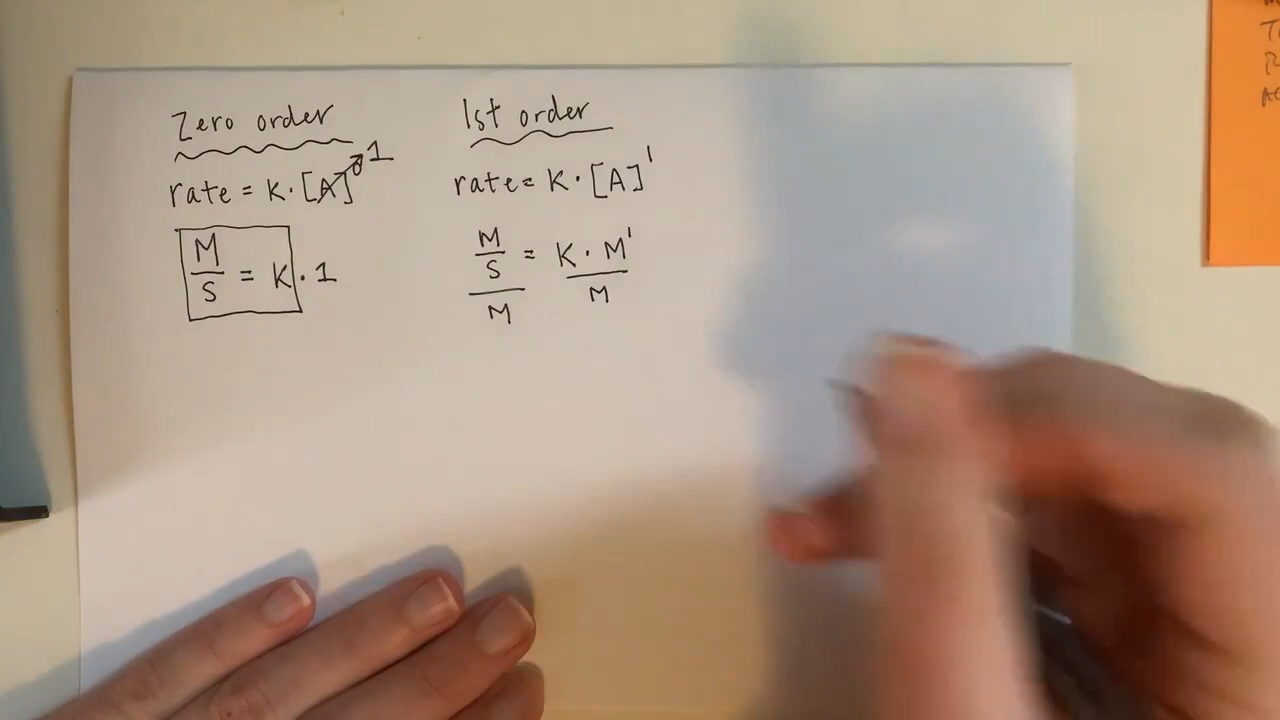 Zero order
rate = K·[A]⁰ 1
M/S = K·1
1st order
rate = K·[A]¹
M/S / M = K·M¹ / M